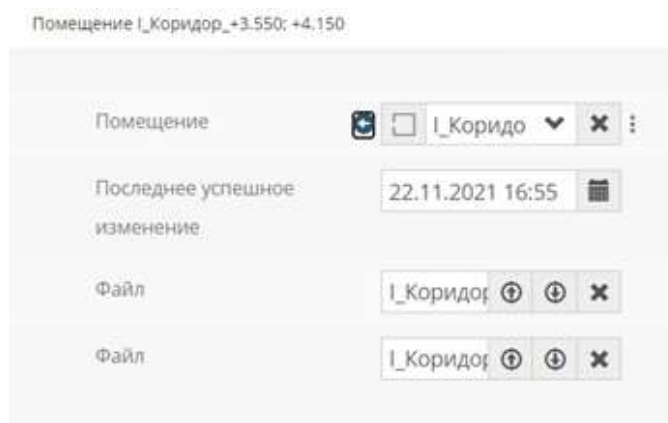 Помещение I_Коридор_+3.550; +4.150
Помещение I_Коридо
Последнее успешное 22.11.2021 16:55
изменение
Файл I_Коридор
Файл I_Коридор